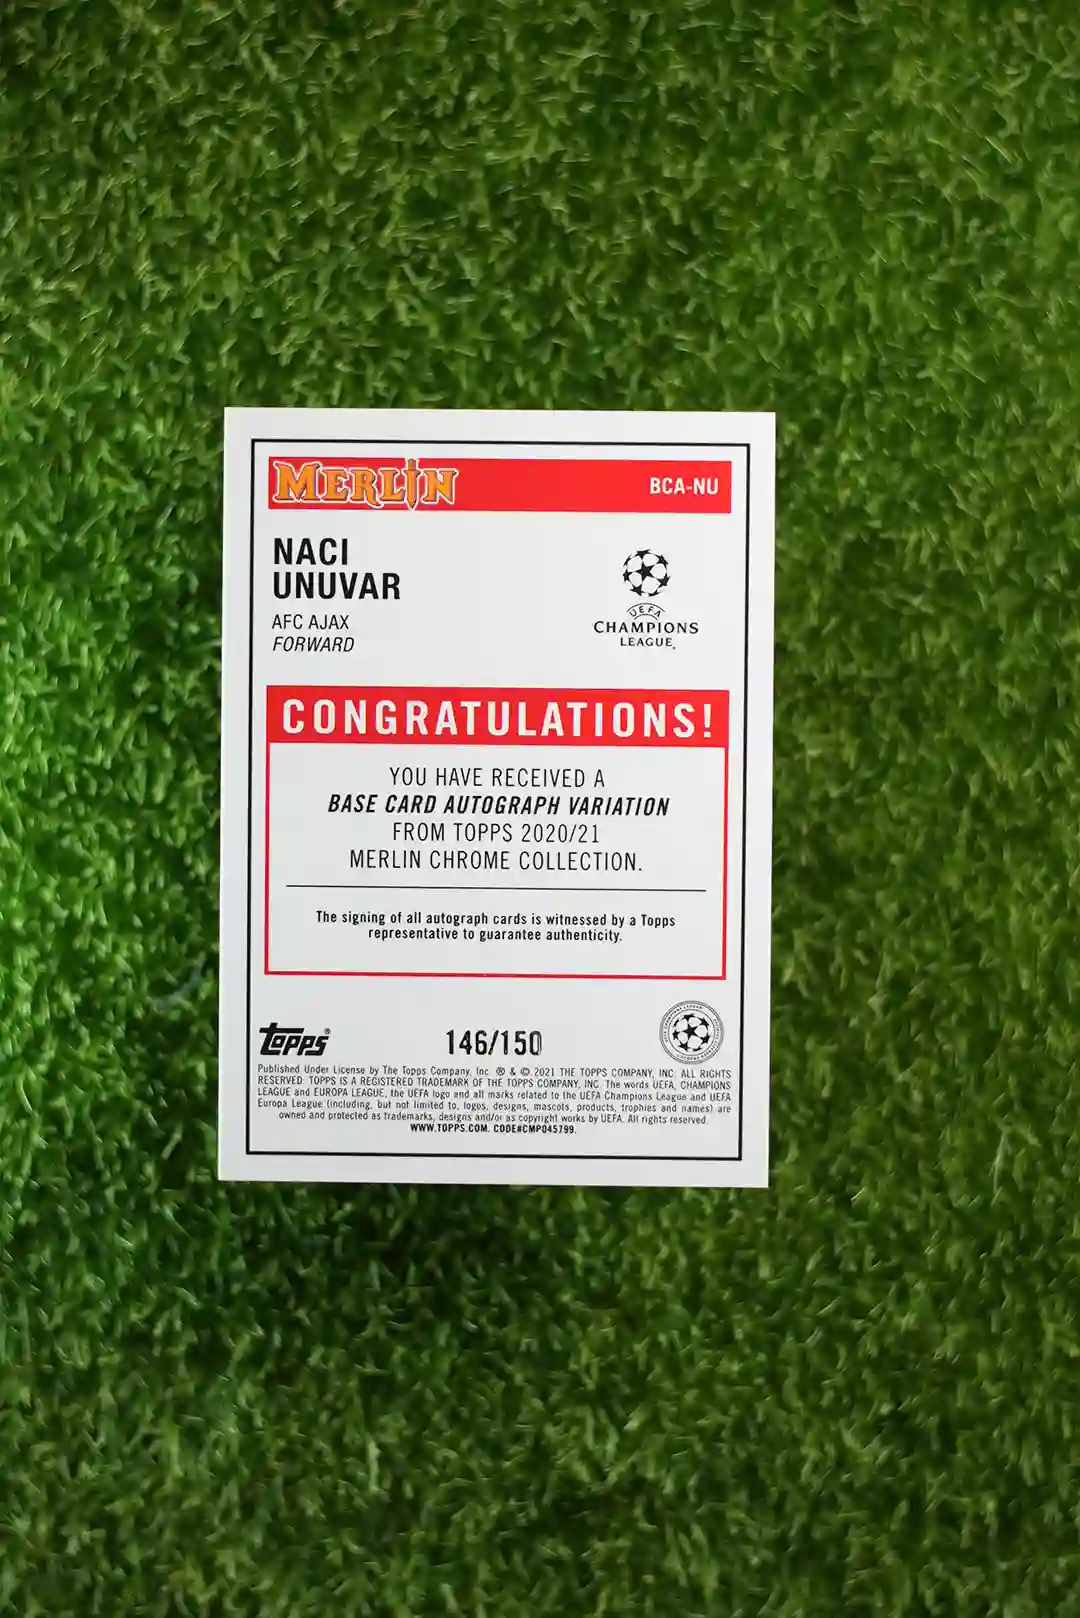 MERLIN
BCA-NU
NACI
UNUVAR
AFC AJAX
FORWARD
UEFA
CHAMPIONS
LEAGUE.
CONGRATULATIONS!
YOU HAVE RECEIVED A
BASE CARD AUTOGRAPH VARIATION
FROM TOPPS 2020/21
MERLIN CHROME COLLECTION.
The signing of all autograph cards is witnessed by a Topps
representative to guarantee authenticity.
Topps®
146/150
Published Under License by The Topps Company, Inc. ® & © 2021 THE TOPPS COMPANY, INC. ALL RIGHTS
RESERVED. TOPPS IS A REGISTERED TRADEMARK OF THE TOPPS COMPANY, INC. The words UEFA, CHAMPIONS
LEAGUE and EUROPA LEAGUE, the UEFA logo and all marks related to the UEFA Champions League and UEFA
Europa League (including, but not limited to, logos, designs, mascots, products, trophies and names) are
owned and protected as trademarks, designs and/or as copyright works by UEFA. All rights reserved.
WWW.TOPPS.COM. CODE#CMP045799.